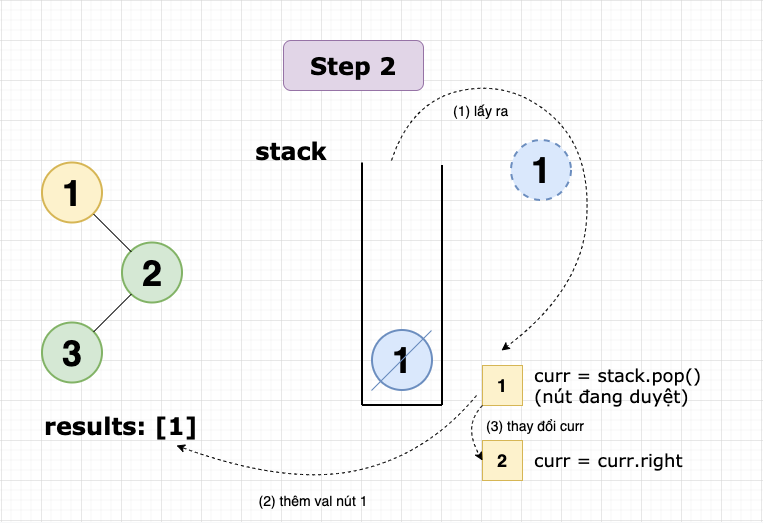 Step 2
(1) lấy ra
stack
1
1
2
3
1
1
curr = stack.pop()
(nút đang duyệt)
results: [1]
(3) thay đổi curr
2
curr = curr.right
(2) thêm val nút 1